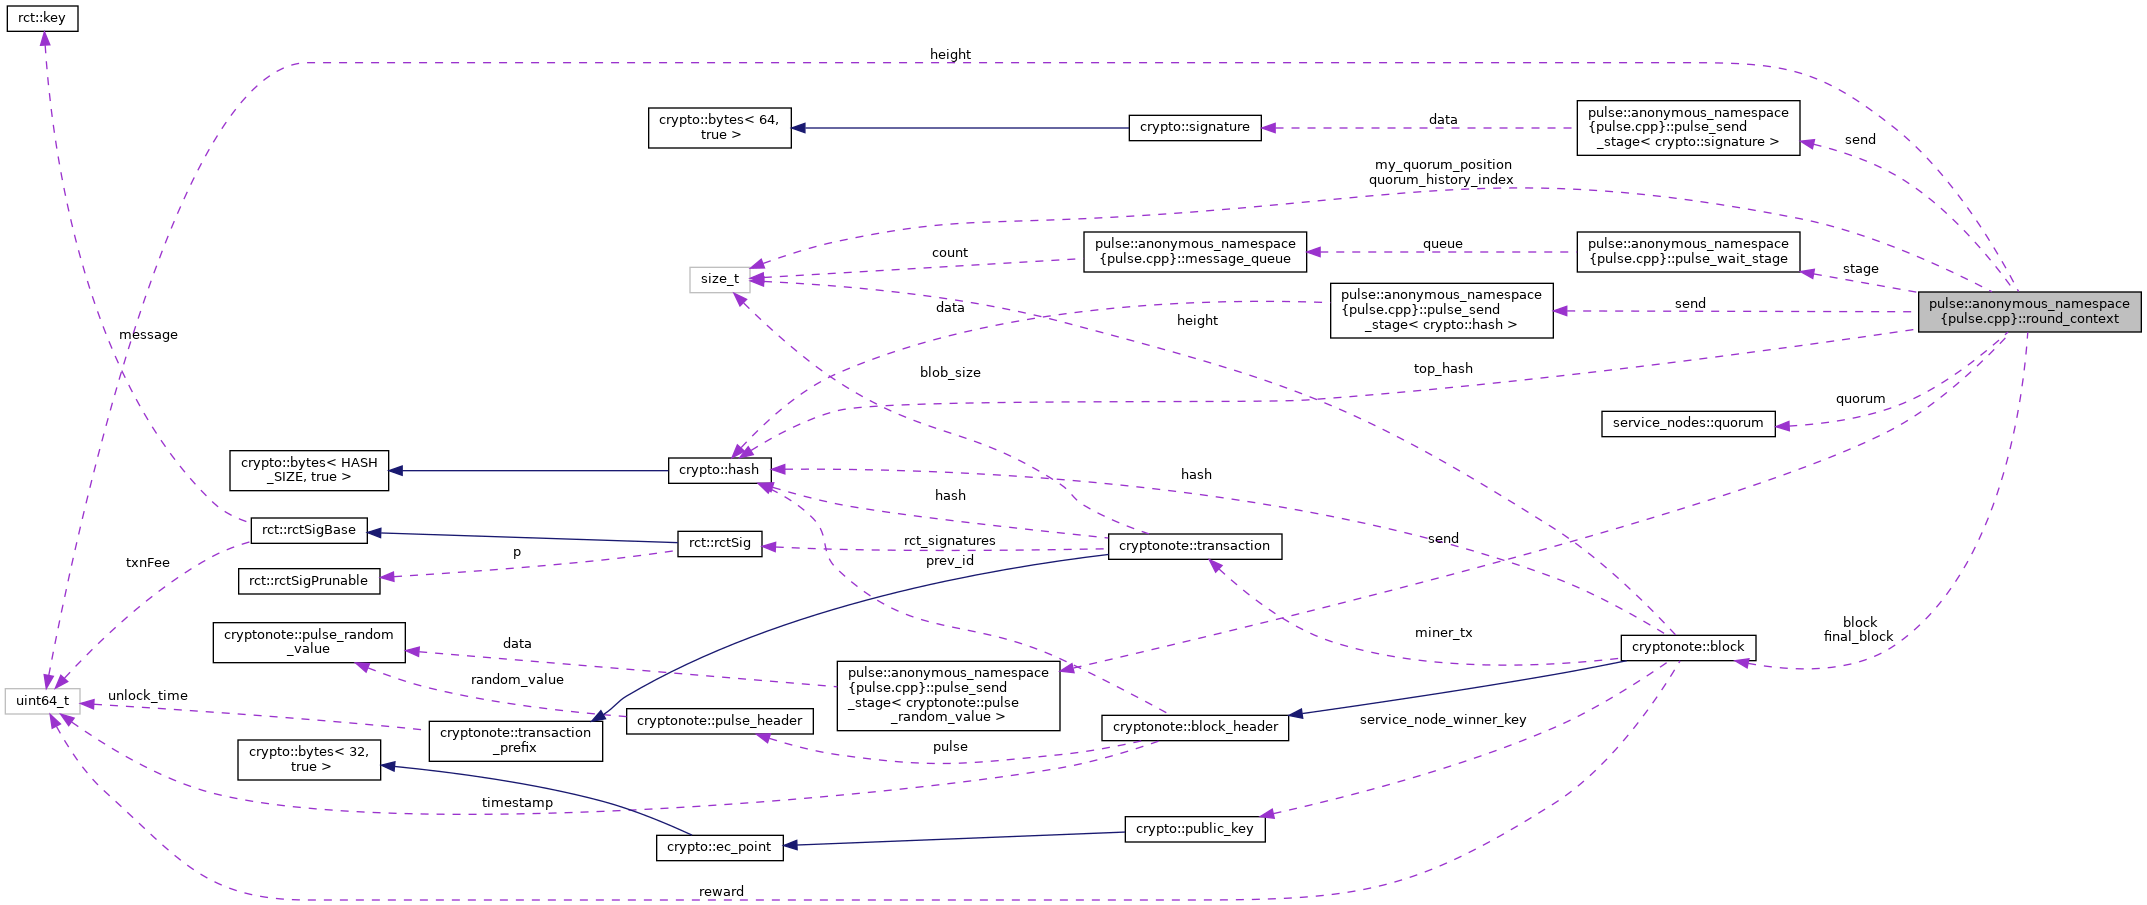 rct::key
height
crypto::bytes< 64,
true >
crypto::signature
data
pulse::anonymous_namespace
{pulse.cpp}::pulse_send
_stage< crypto::signature >
send
my_quorum_position
quorum_history_index
size_t
count
pulse::anonymous_namespace
{pulse.cpp}::message_queue
queue
pulse::anonymous_namespace
{pulse.cpp}::pulse_wait_stage
stage
pulse::anonymous_namespace
{pulse.cpp}::round_context
data
height
pulse::anonymous_namespace
{pulse.cpp}::pulse_send
_stage< crypto::hash >
send
message
blob_size
top_hash
service_nodes::quorum
quorum
crypto::bytes< HASH
_SIZE, true >
crypto::hash
hash
hash
rct::rctSigBase
rct::rctSig
rct_signatures
prev_id
cryptonote::transaction
send
txnFee
rct::rctSigPrunable
p
cryptonote::pulse_random
_value
data
random_value
miner_tx
cryptonote::block
block
final_block
uint64_t
unlock_time
cryptonote::transaction
_prefix
cryptonote::pulse_header
pulse::anonymous_namespace
{pulse.cpp}::pulse_send
_stage< cryptonote::pulse
_random_value >
cryptonote::block_header
service_node_winner_key
pulse
crypto::bytes< 32,
true >
timestamp
crypto::ec_point
crypto::public_key
reward